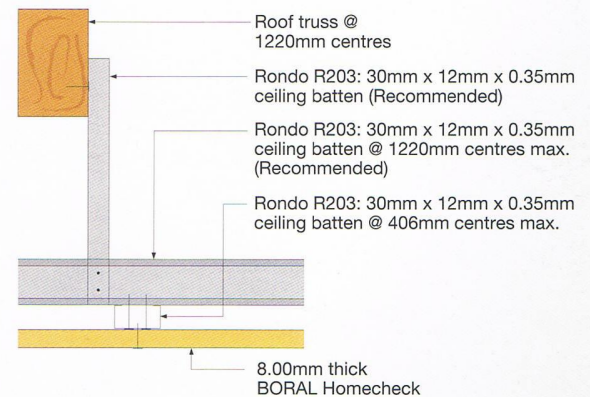 Roof truss @
1220mm centres
Rondo R203: 30mm x 12mm x 0.35mm
ceiling batten (Recommended)
Rondo R203: 30mm x 12mm x 0.35mm
ceiling batten @ 1220mm centres max.
(Recommended)
Rondo R203: 30mm x 12mm x 0.35mm
ceiling batten @ 406mm centres max.
8.00mm thick
BORAL Homecheck